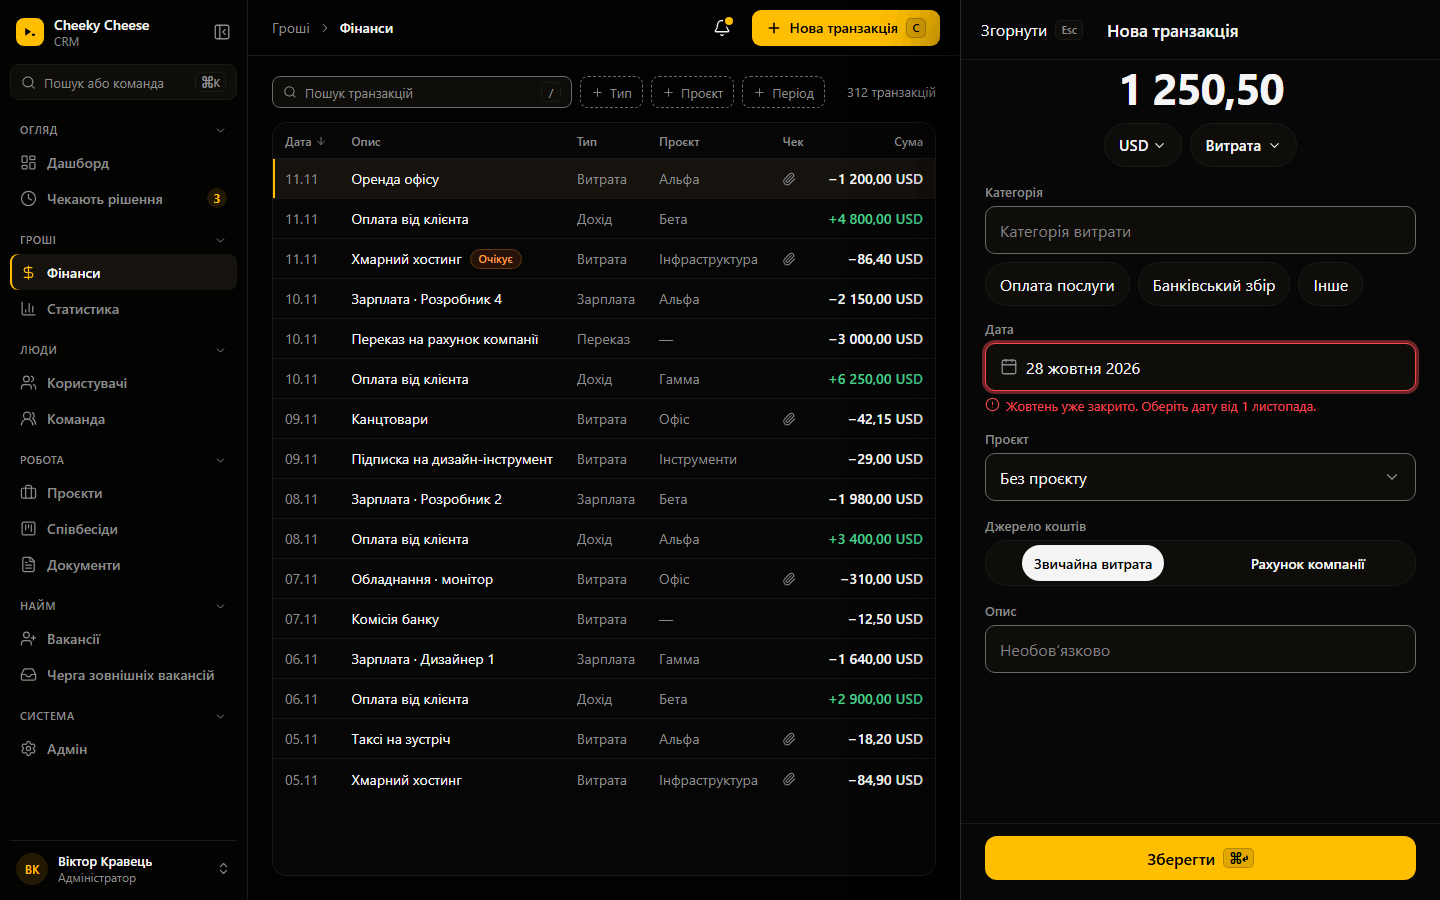 Cheeky Cheese
CRM
Пошук або команда ⌘K
ОГЛЯД
Дашборд
Чекають рішення 3
ГРОШІ
Фінанси
Статистика
ЛЮДИ
Користувачі
Команда
РОБОТА
Проєкти
Співбесіди
Документи
НАЙМ
Вакансії
Черга зовнішніх вакансій
СИСТЕМА
Адмін
ВК
Віктор Кравець
Адміністратор
Гроші > Фінанси
+ Нова транзакція C
Пошук транзакцій /
+ Тип
+ Проєкт
+ Період
312 транзакцій
Дата ↓ Опис Тип Проєкт Чек Сума
11.11 Оренда офісу Витрата Альфа −1 200,00 USD
11.11 Оплата від клієнта Дохід Бета +4 800,00 USD
11.11 Хмарний хостинг Очікує Витрата Інфраструктура −86,40 USD
10.11 Зарплата · Розробник 4 Зарплата Альфа −2 150,00 USD
10.11 Переказ на рахунок компанії Переказ — −3 000,00 USD
10.11 Оплата від клієнта Дохід Гамма +6 250,00 USD
09.11 Канцтовари Витрата Офіс −42,15 USD
09.11 Підписка на дизайн-інструмент Витрата Інструменти −29,00 USD
08.11 Зарплата · Розробник 2 Зарплата Бета −1 980,00 USD
08.11 Оплата від клієнта Дохід Альфа +3 400,00 USD
07.11 Обладнання · монітор Витрата Офіс −310,00 USD
07.11 Комісія банку Витрата — −12,50 USD
06.11 Зарплата · Дизайнер 1 Зарплата Гамма −1 640,00 USD
06.11 Оплата від клієнта Дохід Бета +2 900,00 USD
05.11 Таксі на зустріч Витрата Альфа −18,20 USD
05.11 Хмарний хостинг Витрата Інфраструктура −84,90 USD
Згорнути Esc Нова транзакція
1 250,50
USD Витрата
Категорія
Категорія витрати
Оплата послуги Банківський збір Інше
Дата
28 жовтня 2026
Жовтень уже закрито. Оберіть дату від 1 листопада.
Проєкт
Без проєкту
Джерело коштів
Звичайна витрата Рахунок компанії
Опис
Необов’язково
Зберегти ⌘↵